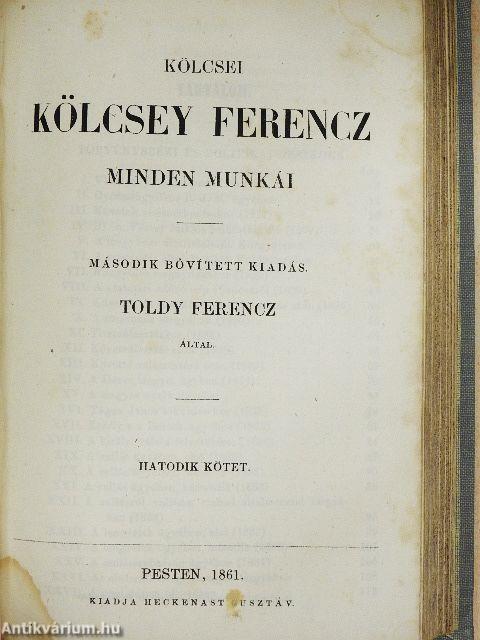 KÖLCSEI
KÖLCSEY FERENCZ
MINDEN MUNKÁI
MÁSODIK BŐVÍTETT KIADÁS.
TOLDY FERENCZ
ÁLTAL.
HATODIK KÖTET.
PESTEN, 1861.
KIADJA HECKENAST GUSZTÁV.
Antikvárium.hu